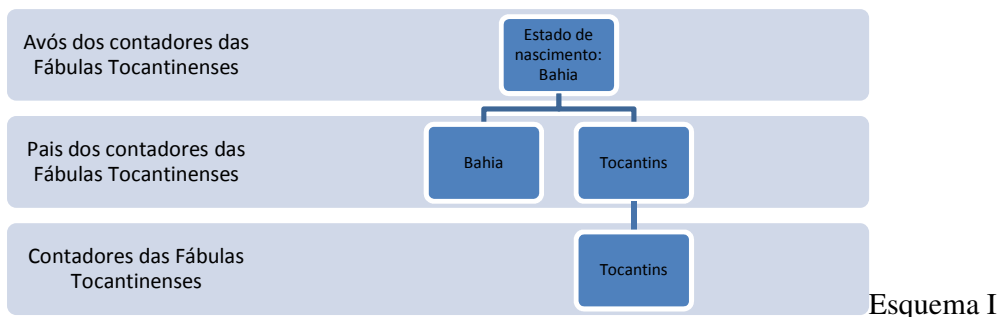 Avós dos contadores das
Fábulas Tocantinenses
Estado de
nascimento:
Bahia
Pais dos contadores das
Fábulas Tocantinenses
Bahia
Tocantins
Contadores das Fábulas
Tocantinenses
Tocantins
Esquema I